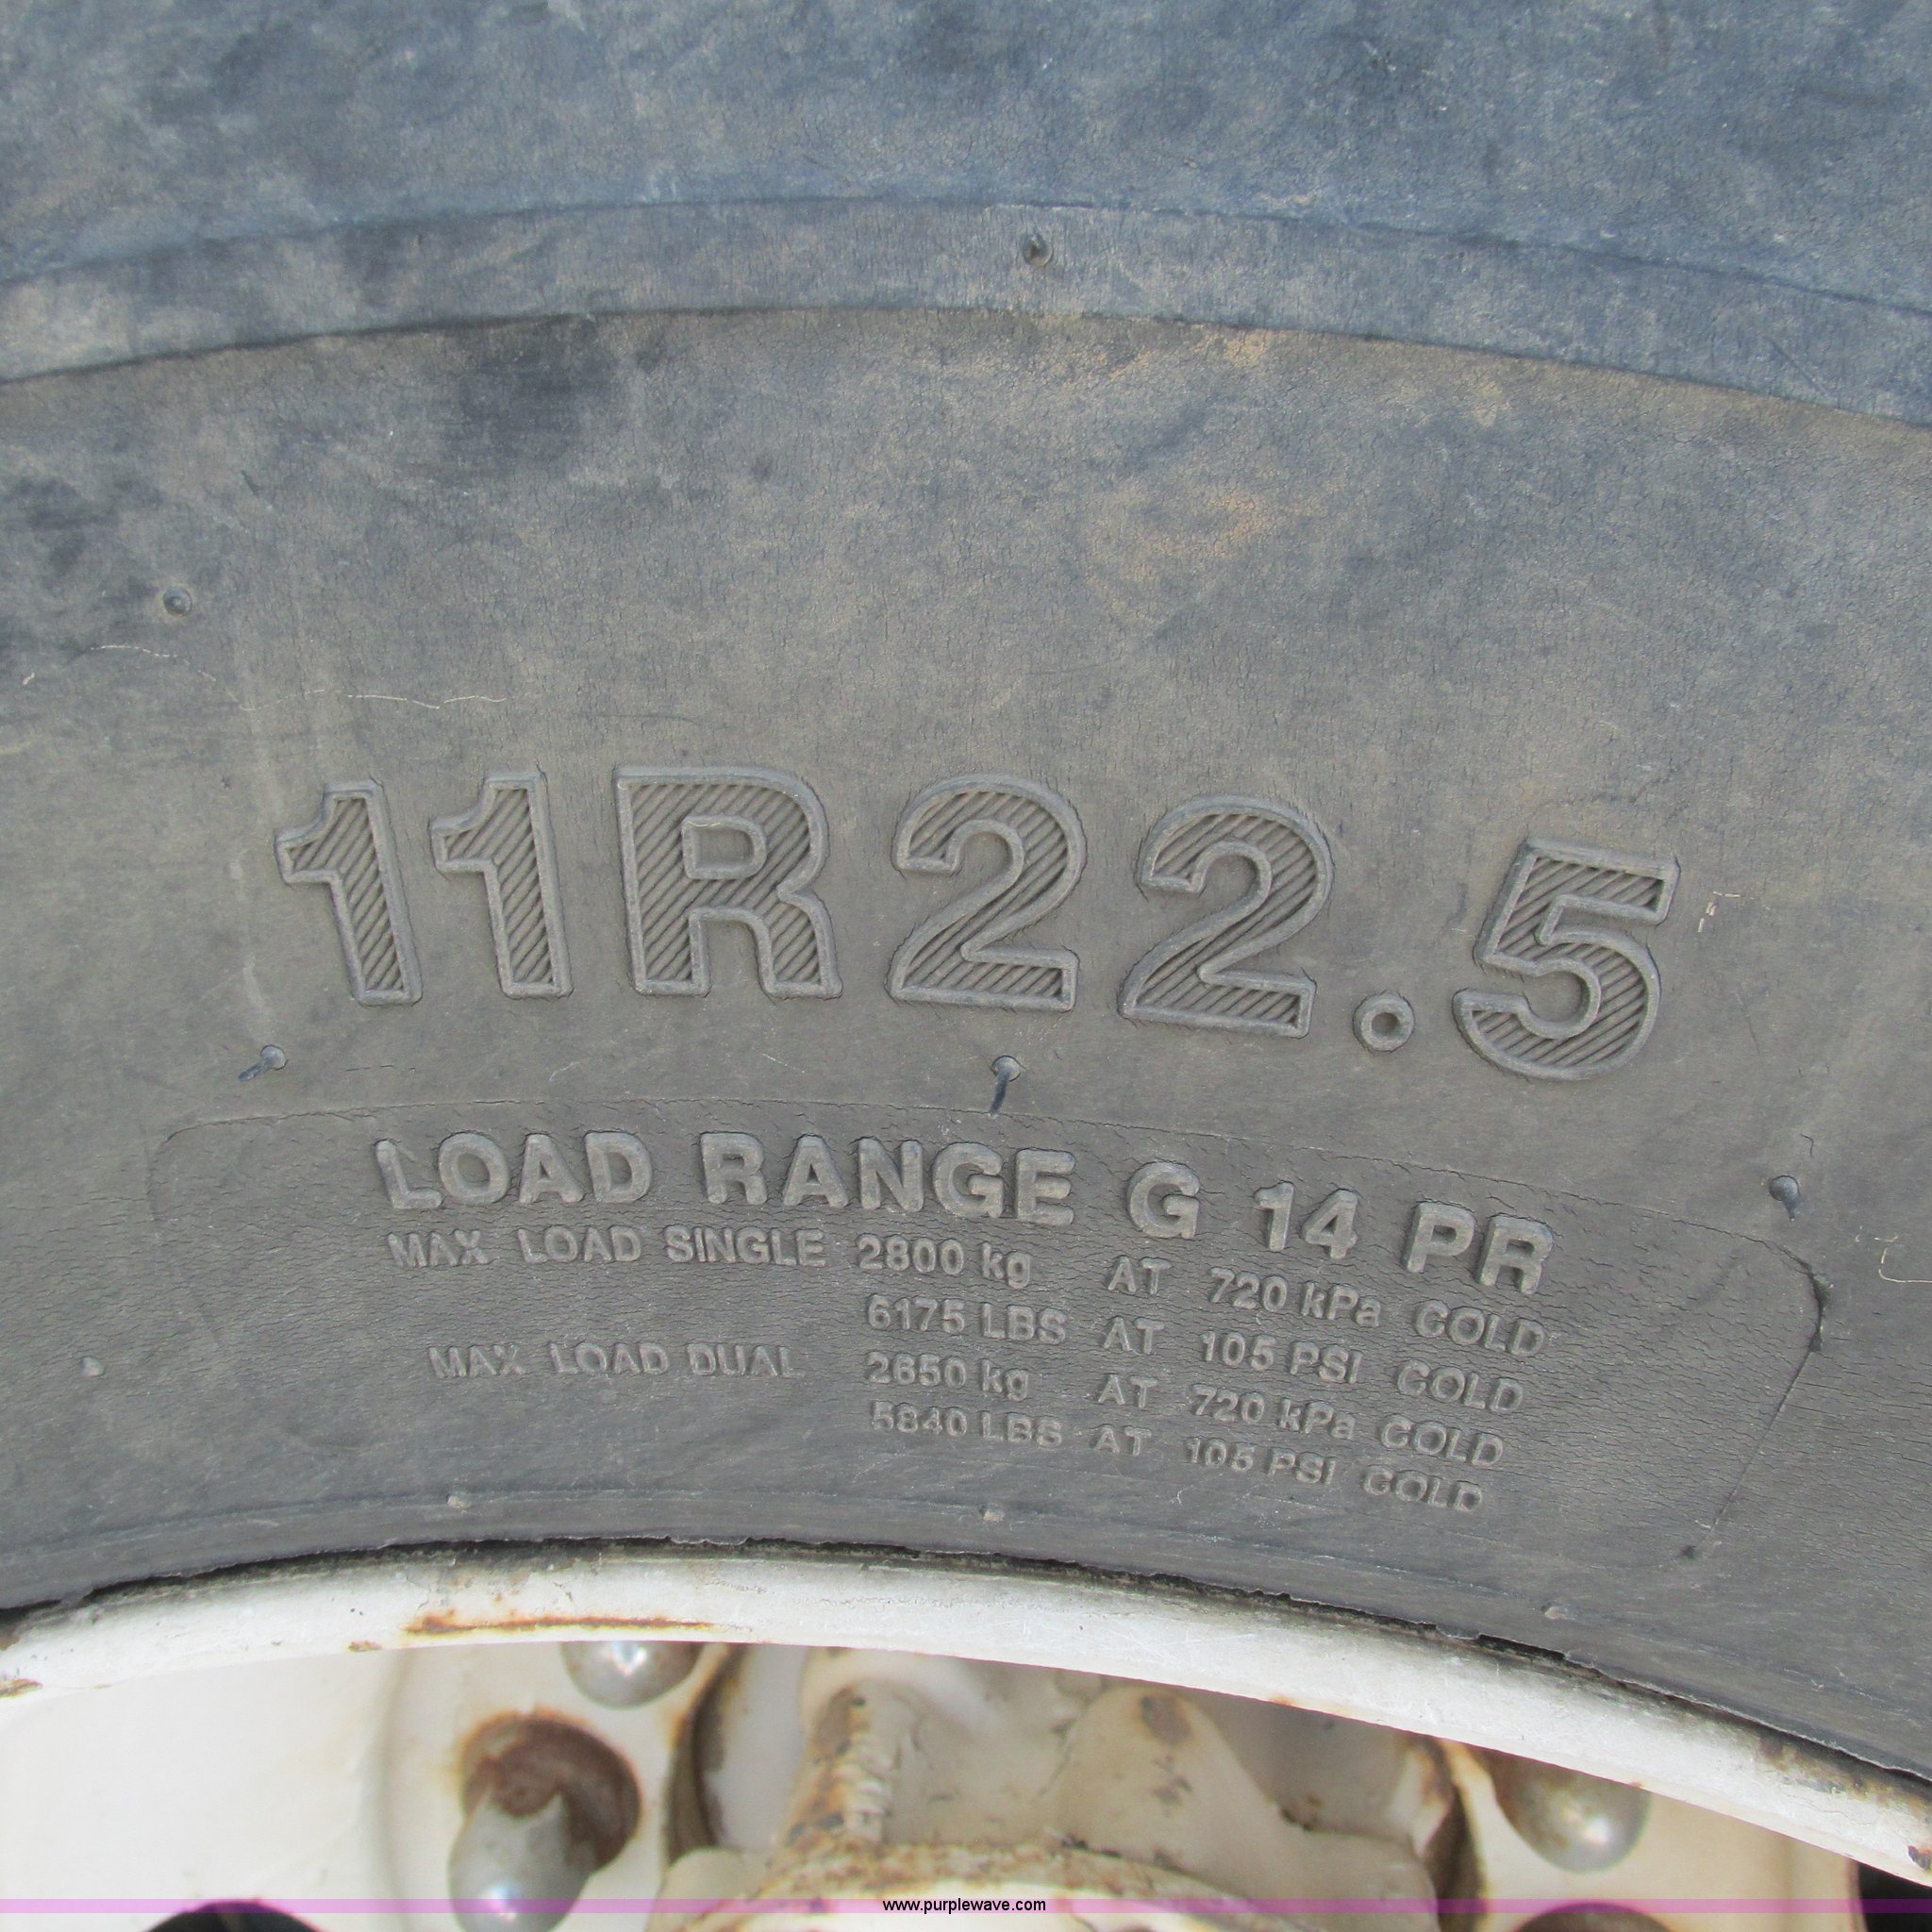 11R22.5
LOAD RANGE G 14 PR
MAX LOAD SINGLE 2800 kg AT 720 kPa COLD
6175 LBS AT 105 PSI COLD
MAX LOAD DUAL 2650 kg AT 720 kPa COLD
5840 LBS AT 105 PSI COLD
www.purplewave.com